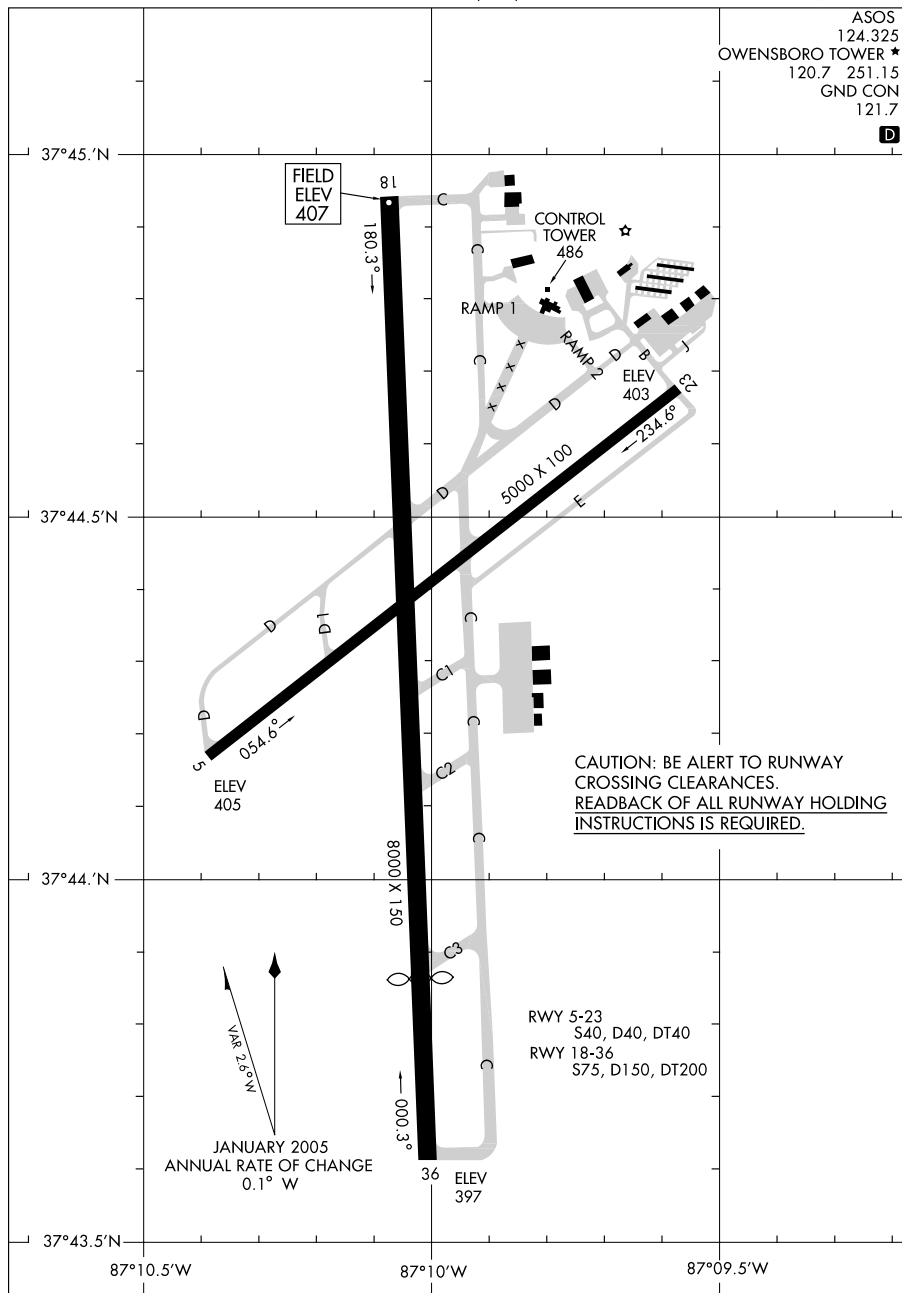 ASOS
124.325
OWENSBORO TOWER ★
120.7 251.15
GND CON
121.7
D
37°45.'N
FIELD
ELEV
407
18
180.3°
C
CONTROL
TOWER
486
C
RAMP 1
RAMP 2
C
D
B
J
ELEV
403
23
234.6°
x
x
x
x
D
5000 X 100
E
D
37°44.5'N
C
D1
D
C1
C
D
054.6°
5
ELEV
405
C2
CAUTION: BE ALERT TO RUNWAY
CROSSING CLEARANCES.
READBACK OF ALL RUNWAY HOLDING
INSTRUCTIONS IS REQUIRED.
C
8000 X 150
37°44.'N
C3
VAR 2.6° W
RWY 5-23
S40, D40, DT40
RWY 18-36
S75, D150, DT200
C
000.3°
JANUARY 2005
ANNUAL RATE OF CHANGE
0.1° W
36
ELEV
397
37°43.5'N
87°10.5'W
87°10'W
87°09.5'W